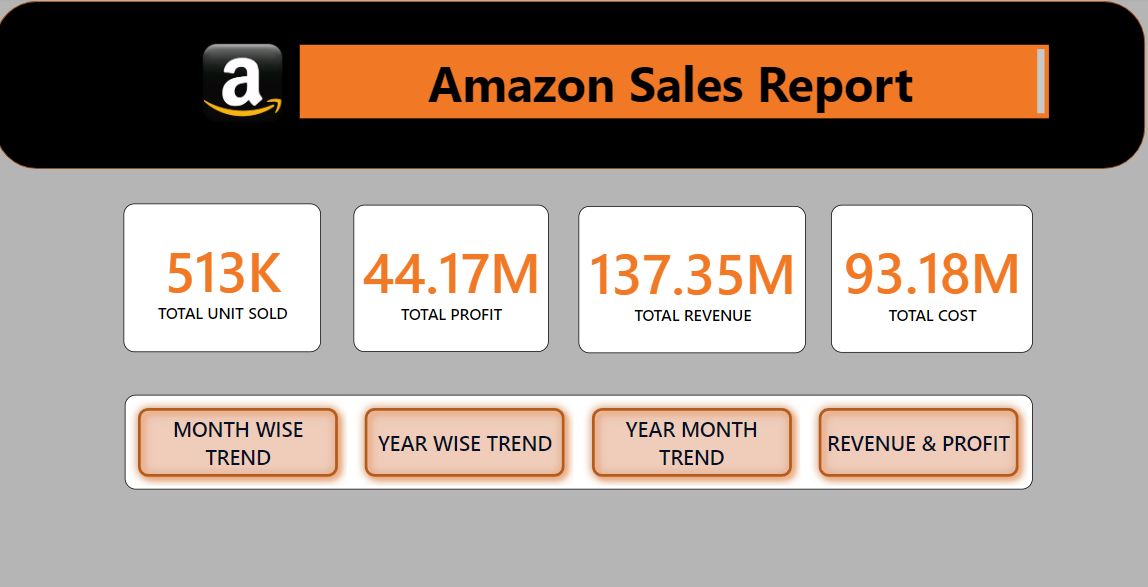 a
Amazon Sales Report
513K
TOTAL UNIT SOLD
44.17M
TOTAL PROFIT
137.35M
TOTAL REVENUE
93.18M
TOTAL COST
MONTH WISE
TREND
YEAR WISE TREND
YEAR MONTH
TREND
REVENUE & PROFIT